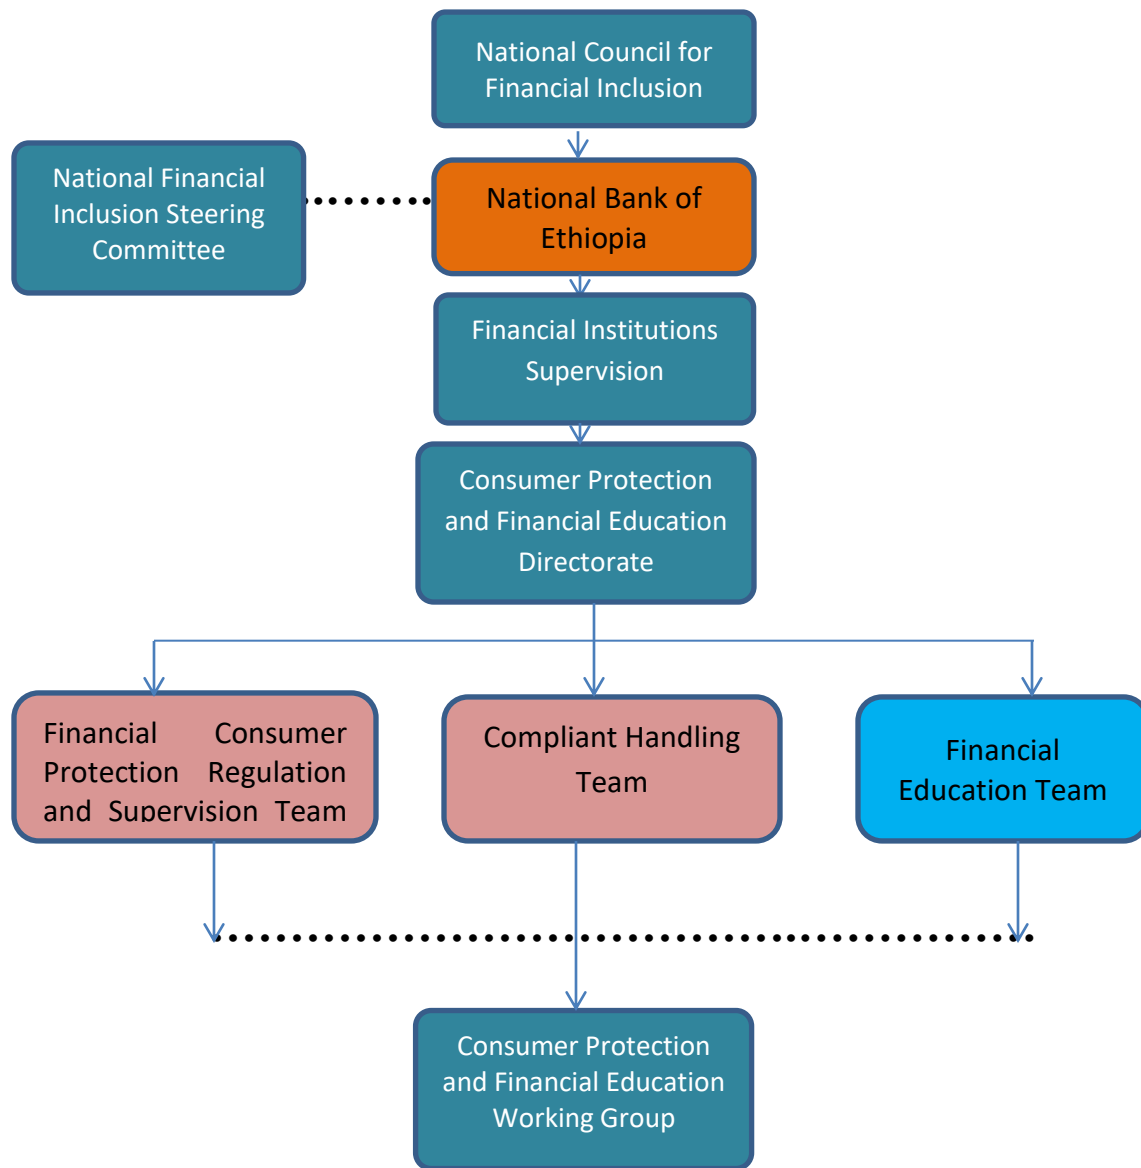 National Council for
Financial Inclusion
National Financial
Inclusion Steering
Committee
National Bank of
Ethiopia
Financial Institutions
Supervision
Consumer Protection
and Financial Education
Directorate
Financial Consumer
Protection Regulation
and Supervision Team
Compliant Handling
Team
Financial
Education Team
Consumer Protection
and Financial Education
Working Group